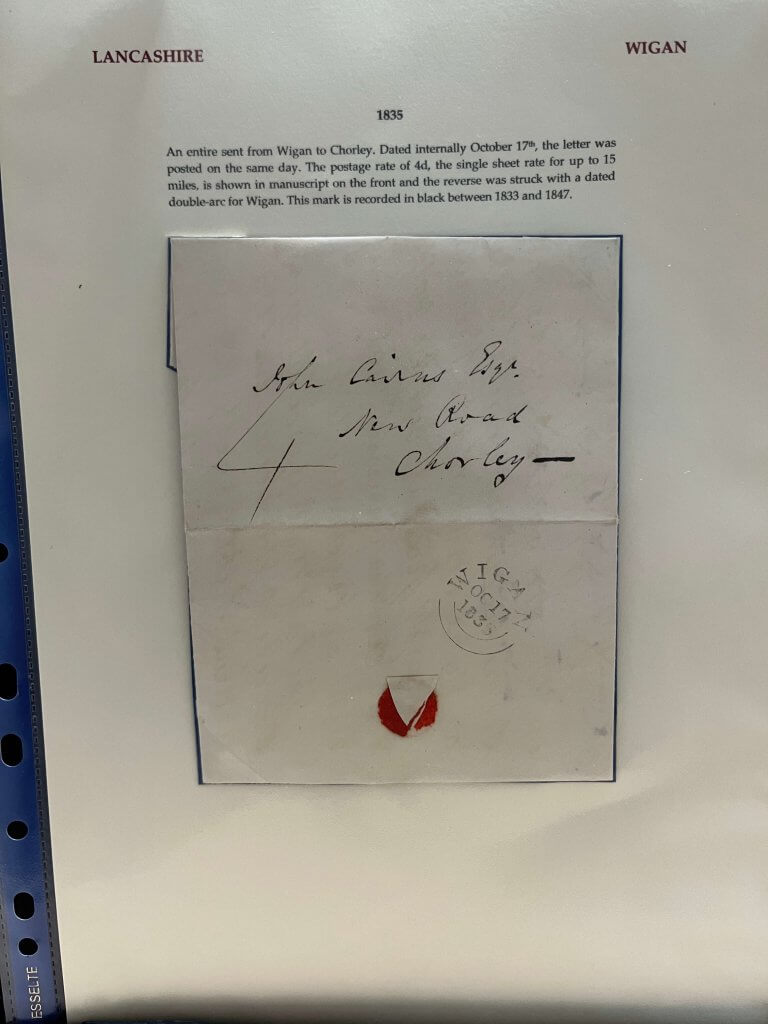 LANCASHIRE
WIGAN
1835
An entire sent from Wigan to Chorley. Dated internally October 17th, the letter was
posted on the same day. The postage rate of 4d, the single sheet rate for up to 15
miles, is shown in manuscript on the front and the reverse was struck with a dated
double-arc for Wigan. This mark is recorded in black between 1833 and 1847.
John Cairns Esqr.
New Road
4
Chorley—
WIGAN
OC 17
1835
ESSELTE